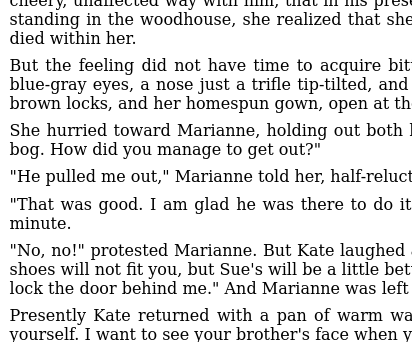 cheery, unaffected way with him, that in his pres
standing in the woodhouse, she realized that she
died within her.
But the feeling did not have time to acquire bit
blue-gray eyes, a nose just a trifle tip-tilted, and
brown locks, and her homespun gown, open at th
She hurried toward Marianne, holding out both h
bog. How did you manage to get out?"
"He pulled me out," Marianne told her, half-reluct
"That was good. I am glad he was there to do it
minute.
"No, no!" protested Marianne. But Kate laughed a
shoes will not fit you, but Sue's will be a little bet
lock the door behind me." And Marianne was left
Presently Kate returned with a pan of warm wa
yourself. I want to see your brother's face when y